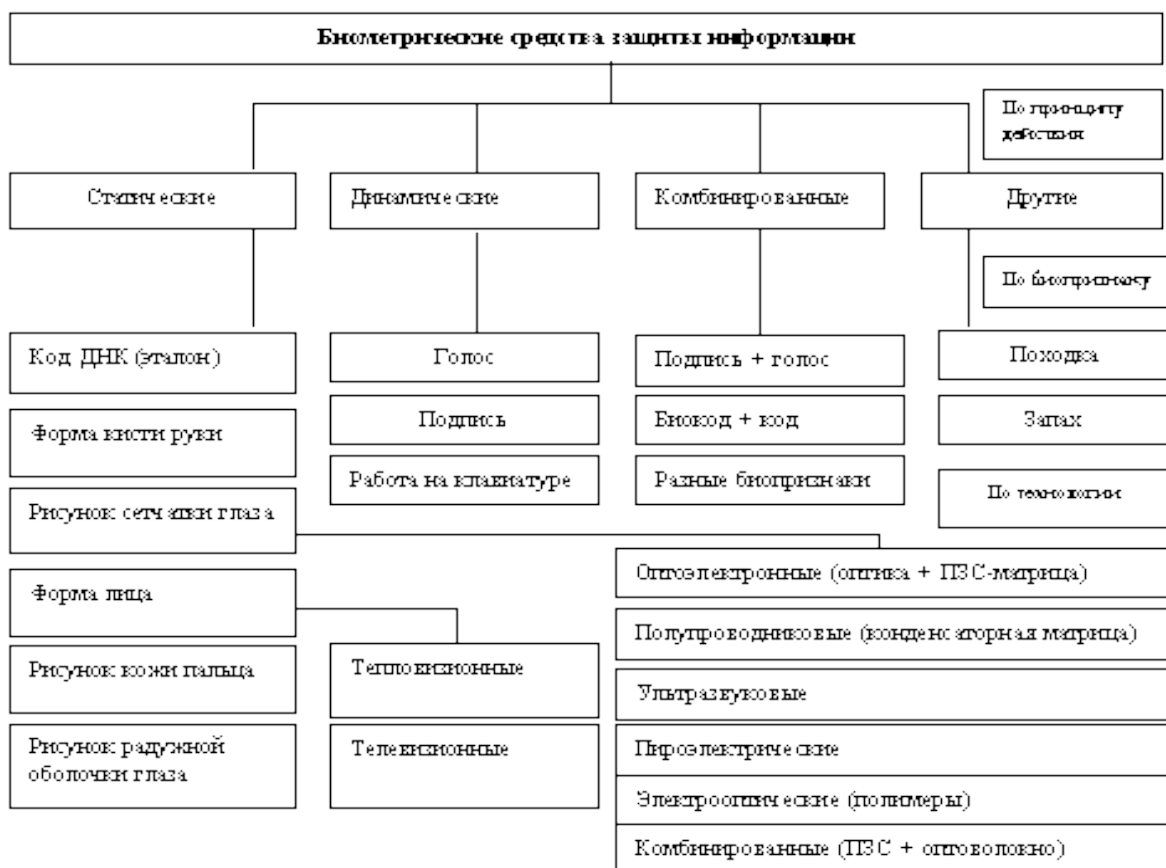 Биометрические средства защиты информации
По принципу
действия
Статические
Динамические
Комбинированные
Другие
По биопризнаку
Код ДНК (эталон)
Голос
Подпись + голос
Походка
Форма кисти руки
Подпись
Биокод + код
Запах
Работа на клавиатуре
Разные биопризнаки
По технологии
Рисунок сетчатки глаза
Форма лица
Рисунок кожи пальца
Рисунок радужной
оболочки глаза
Тепловизионные
Телевизионные
Оптоэлектронные (оптика + ПЗС-матрица)
Полупроводниковые (конденсаторная матрица)
Ультразвуковые
Пироэлектрические
Электрооптические (полимеры)
Комбинированные (ПЗС + оптоволокно)